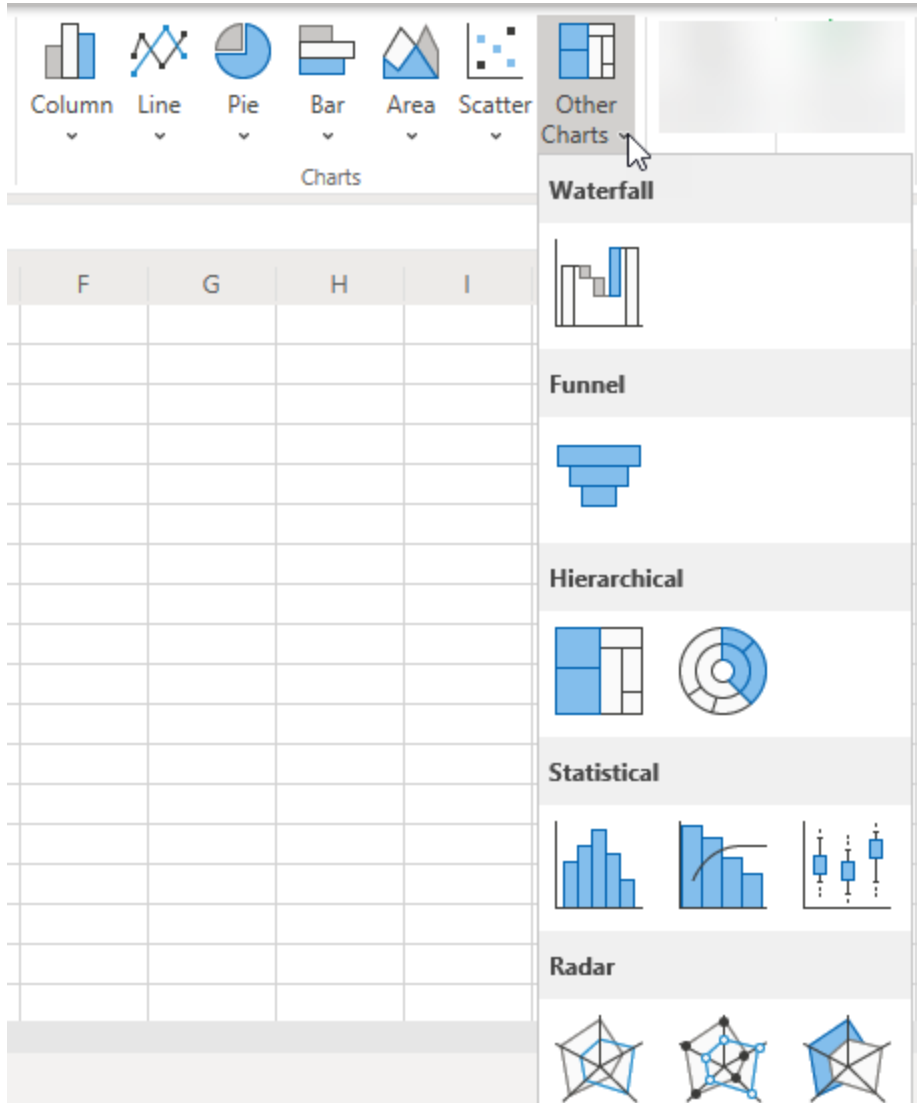 Column Line Pie Bar Area Scatter Other
Charts
Charts
Waterfall
F G H I
Funnel
Hierarchical
Statistical
Radar